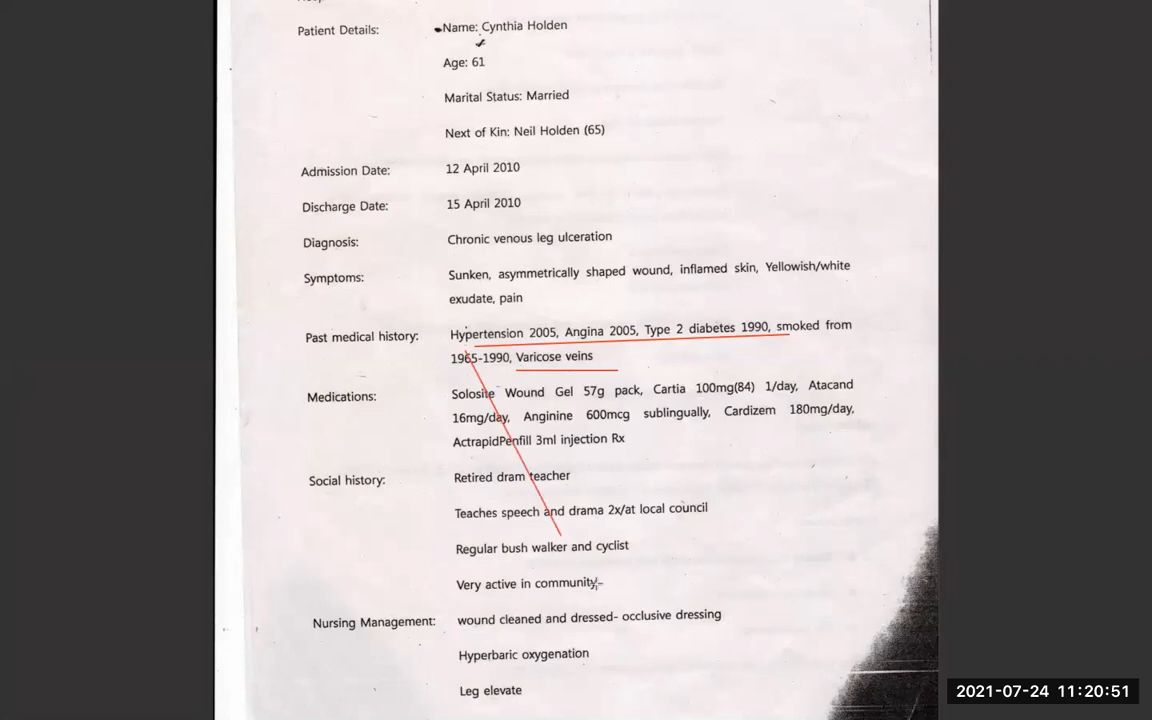 Patient Details: Name: Cynthia Holden
Age: 61
Marital Status: Married
Next of Kin: Neil Holden (65)
Admission Date: 12 April 2010
Discharge Date: 15 April 2010
Diagnosis: Chronic venous leg ulceration
Symptoms: Sunken, asymmetrically shaped wound, inflamed skin, Yellowish/white
exudate, pain
Past medical history: Hypertension 2005, Angina 2005, Type 2 diabetes 1990, smoked from
1965-1990, Varicose veins
Medications: Solosite Wound Gel 57g pack, Cartia 100mg(84) 1/day, Atacand
16mg/day, Anginine 600mcg sublingually, Cardizem 180mg/day,
ActrapidPenfill 3ml injection Rx
Social history: Retired dram teacher
Teaches speech and drama 2x/at local council
Regular bush walker and cyclist
Very active in community
Nursing Management: wound cleaned and dressed- occlusive dressing
Hyperbaric oxygenation
Leg elevate
2021-07-24 11:20:51